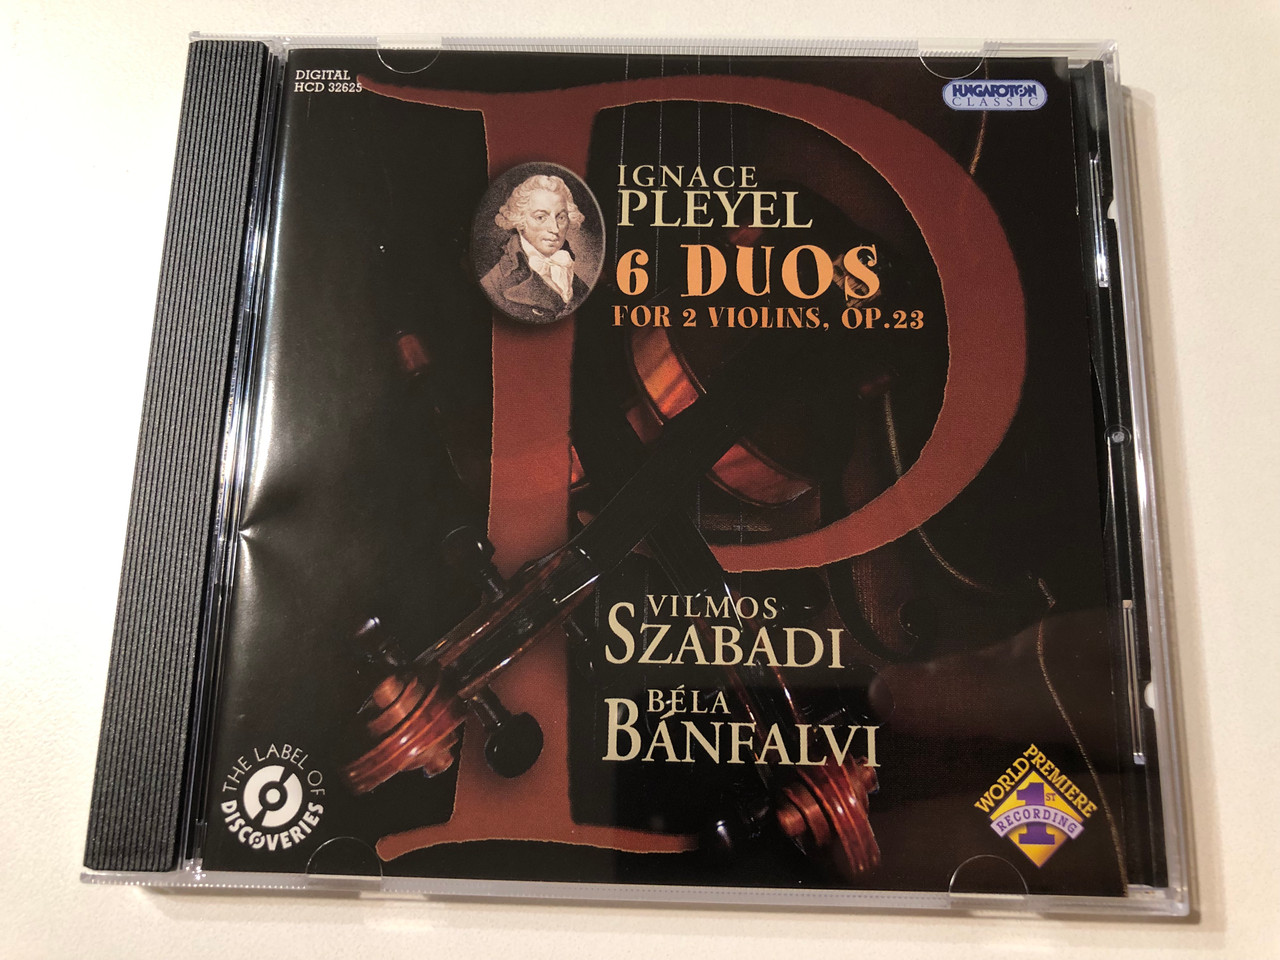 DIGITAL
HCD 32625
HUNGAROTON
CLASSIC
IGNACE
PLEYEL
6 DUOS
FOR 2 VIOLINS, OP.23
VILMOS
SZABADI
BÉLA
BÁNFALVI
THE LABEL OF
DISCOVERIES
WORLD PREMIERE
1ST
RECORDING